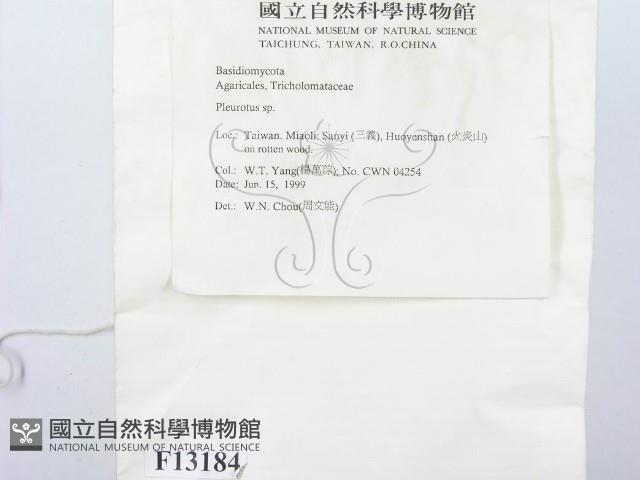 國立自然科學博物館
NATIONAL MUSEUM OF NATURAL SCIENCE
TAICHUNG, TAIWAN, R.O.CHINA
Basidiomycota
Agaricales, Tricholomataceae
Pleurotus sp.
Loc.: Taiwan. Miaoli: Sanyi (三義), Huoyenshan (火炎山)
on rotten wood.
Col.: W.T. Yang(楊萬琮); No. CWN 04254
Date: Jun. 15, 1999
Det.: W.N. Chou(周文能)
國立自然科學博物館
NATIONAL MUSEUM OF NATURAL SCIENCE
F13184